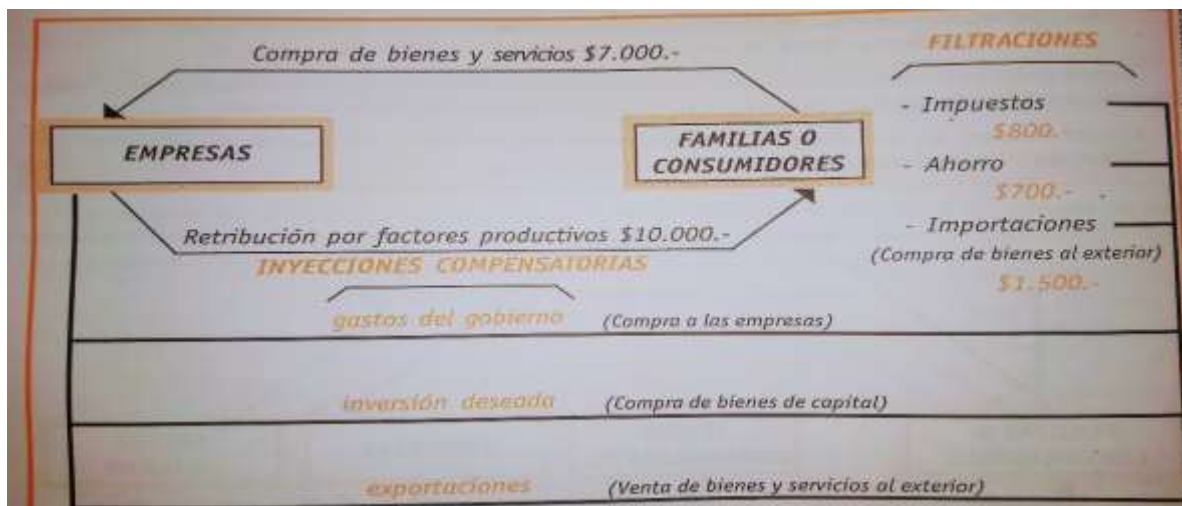 Compra de bienes y servicios $7.000.-
FILTRACIONES
EMPRESAS
FAMILIAS O
CONSUMIDORES
- Impuestos
$800.-
- Ahorro
$700.-
- Importaciones
(Compra de bienes al exterior)
$1.500.-
Retribución por factores productivos $10.000.-
INYECCIONES COMPENSATORIAS
gastos del gobierno (Compra a las empresas)
inversión deseada (Compra de bienes de capital)
exportaciones (Venta de bienes y servicios al exterior)